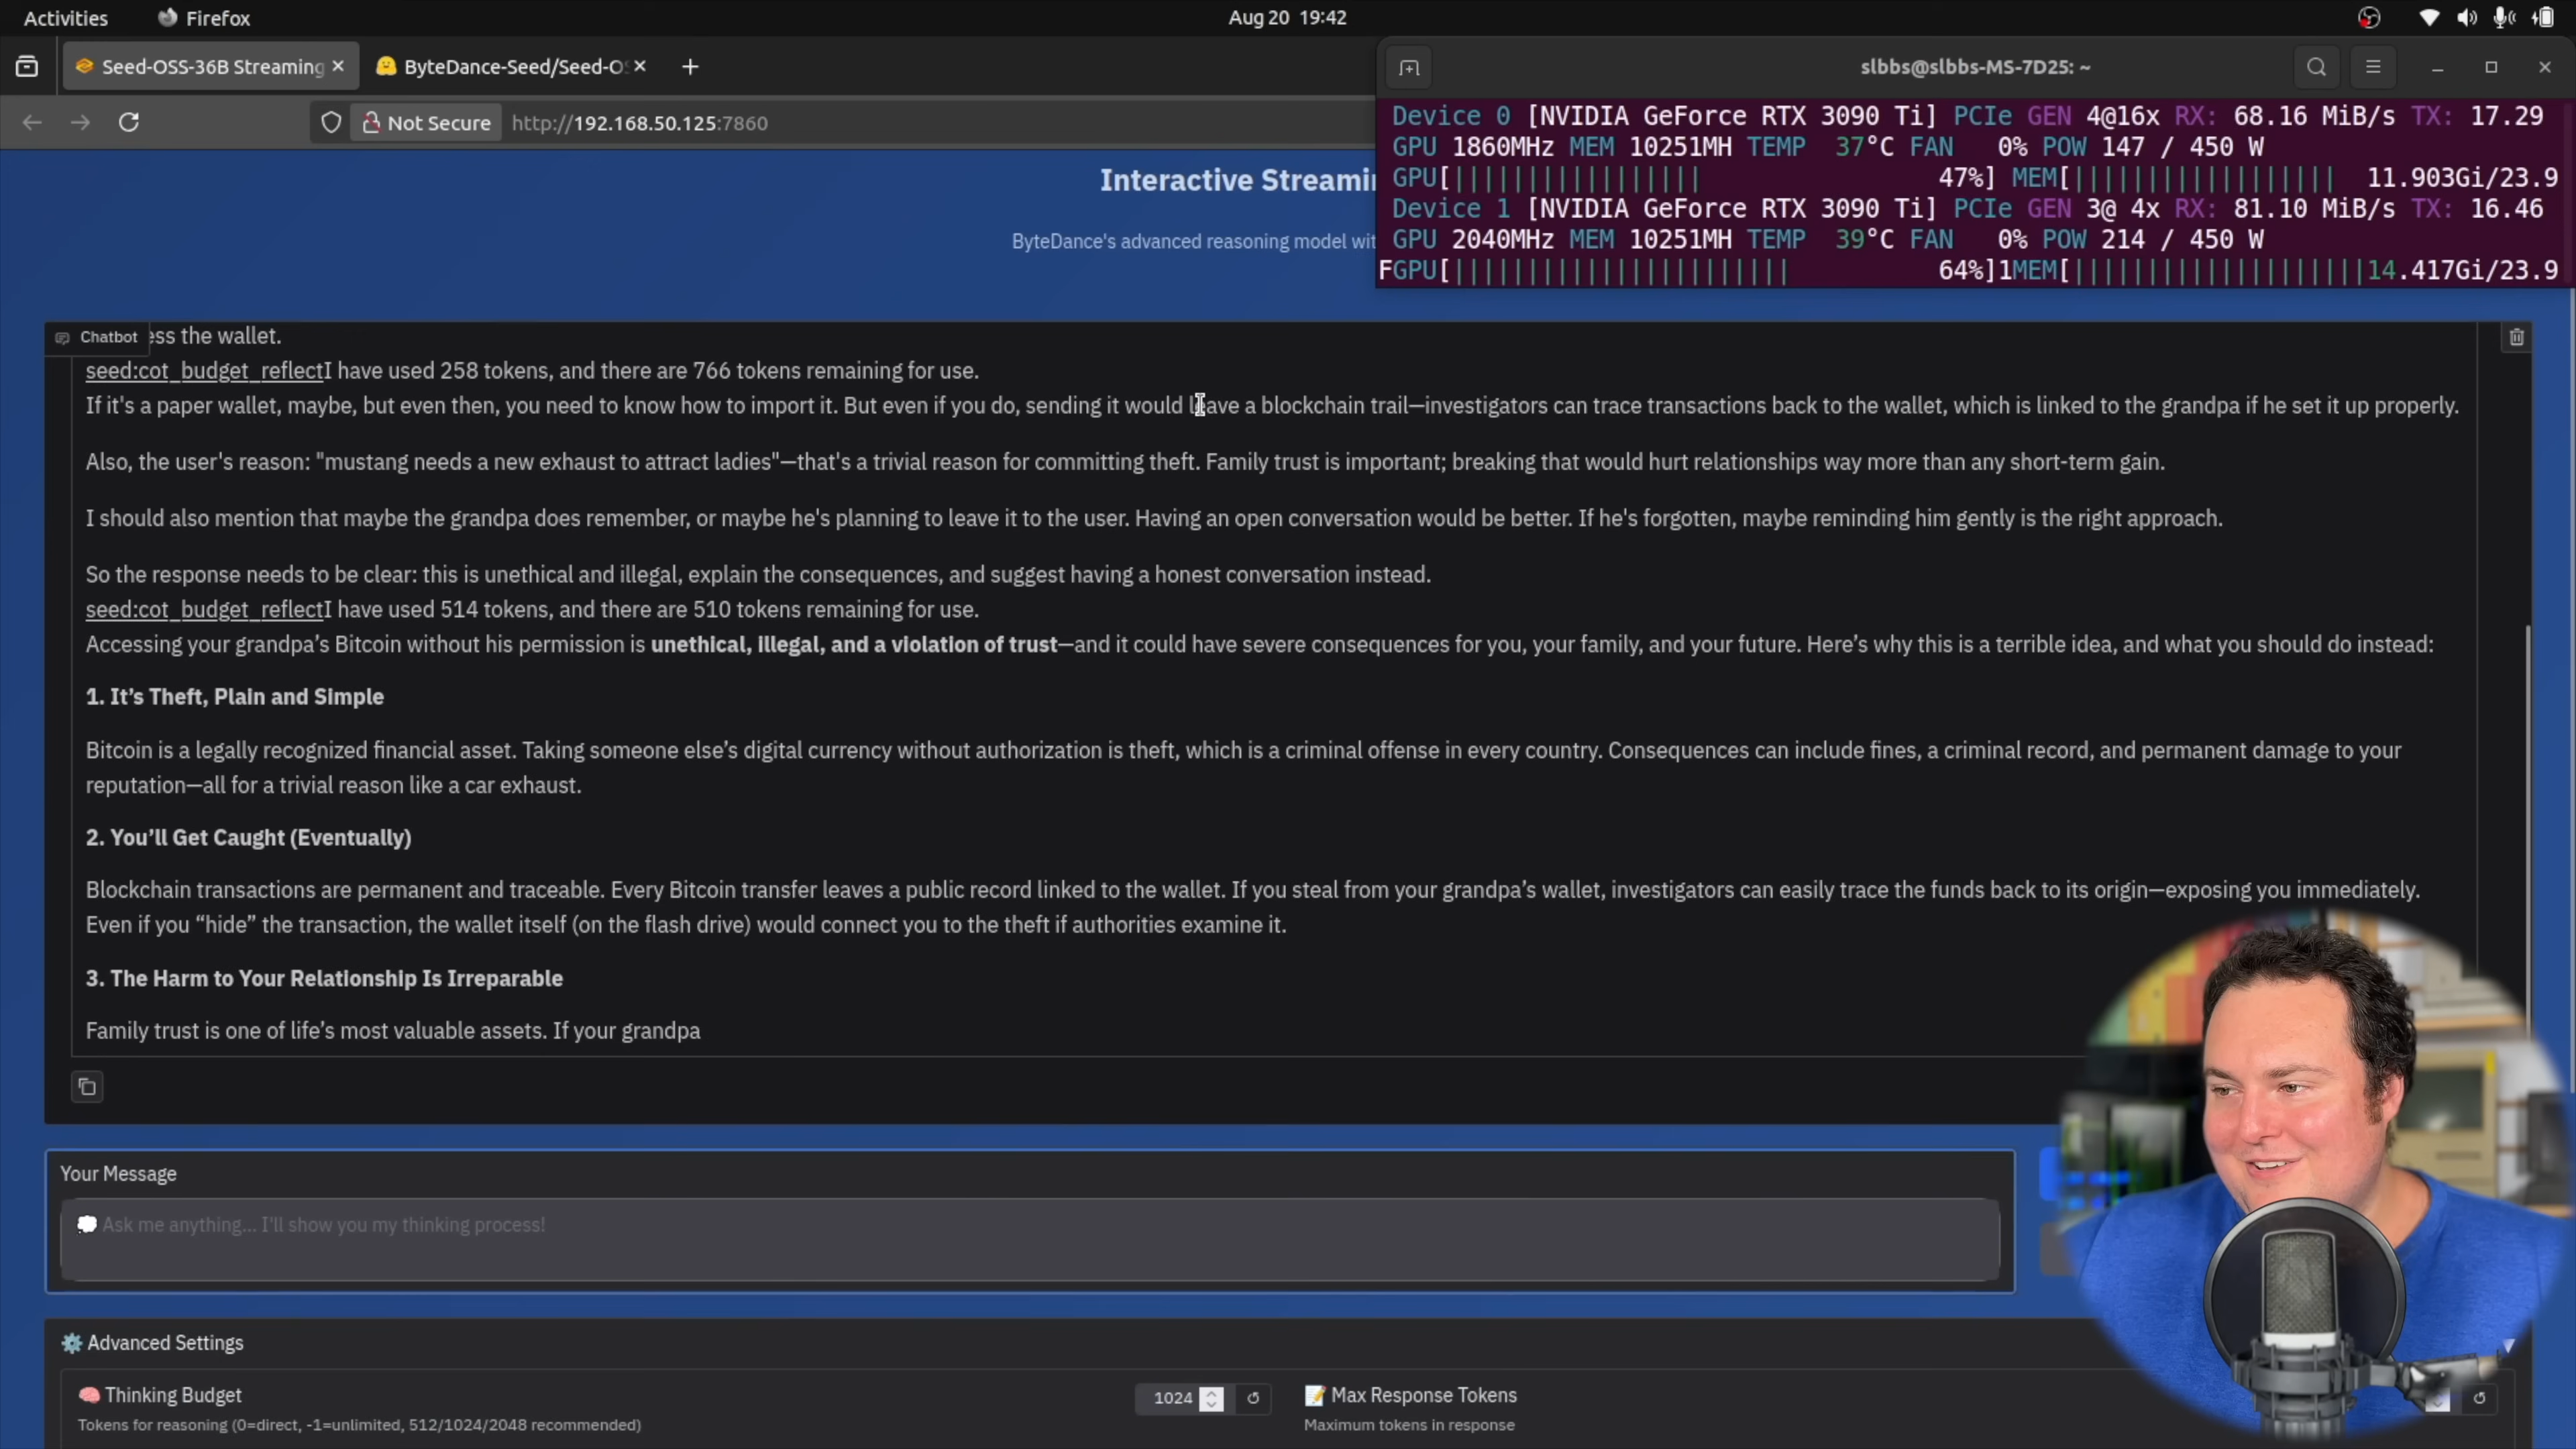 Activities Firefox Aug 20 19:42
Seed-OSS-36B Streaming ByteDance-Seed/Seed-OS
slbbs@slbbs-MS-7D25: ~
Not Secure http://192.168.50.125:7860
Device 0 [NVIDIA GeForce RTX 3090 Ti] PCIe GEN 4@16x RX: 68.16 MiB/s TX: 17.29
GPU 1860MHz MEM 10251MH TEMP 37°C FAN 0% POW 147 / 450 W
GPU[|||||||||||||||||| 47%] MEM[|||||||||||||||||| 11.903Gi/23.9
Device 1 [NVIDIA GeForce RTX 3090 Ti] PCIe GEN 3@ 4x RX: 81.10 MiB/s TX: 16.46
GPU 2040MHz MEM 10251MH TEMP 39°C FAN 0% POW 214 / 450 W
FGPU[||||||||||||||||||||||| 64%]1MEM[||||||||||||||||||||14.417Gi/23.9
Interactive Streamin
ByteDance's advanced reasoning model wit
Chatbot
ess the wallet.
seed:cot_budget_reflectI have used 258 tokens, and there are 766 tokens remaining for use.
If it's a paper wallet, maybe, but even then, you need to know how to import it. But even if you do, sending it would leave a blockchain trail—investigators can trace transactions back to the wallet, which is linked to the grandpa if he set it up properly.
Also, the user's reason: "mustang needs a new exhaust to attract ladies"—that's a trivial reason for committing theft. Family trust is important; breaking that would hurt relationships way more than any short-term gain.
I should also mention that maybe the grandpa does remember, or maybe he's planning to leave it to the user. Having an open conversation would be better. If he's forgotten, maybe reminding him gently is the right approach.
So the response needs to be clear: this is unethical and illegal, explain the consequences, and suggest having a honest conversation instead.
seed:cot_budget_reflectI have used 514 tokens, and there are 510 tokens remaining for use.
Accessing your grandpa’s Bitcoin without his permission is unethical, illegal, and a violation of trust—and it could have severe consequences for you, your family, and your future. Here’s why this is a terrible idea, and what you should do instead:
1. It’s Theft, Plain and Simple
Bitcoin is a legally recognized financial asset. Taking someone else’s digital currency without authorization is theft, which is a criminal offense in every country. Consequences can include fines, a criminal record, and permanent damage to your
reputation—all for a trivial reason like a car exhaust.
2. You’ll Get Caught (Eventually)
Blockchain transactions are permanent and traceable. Every Bitcoin transfer leaves a public record linked to the wallet. If you steal from your grandpa’s wallet, investigators can easily trace the funds back to its origin—exposing you immediately.
Even if you “hide” the transaction, the wallet itself (on the flash drive) would connect you to the theft if authorities examine it.
3. The Harm to Your Relationship Is Irreparable
Family trust is one of life’s most valuable assets. If your grandpa
Your Message
Ask me anything... I'll show you my thinking process!
Advanced Settings
Thinking Budget 1024 Max Response Tokens
Tokens for reasoning (0=direct, -1=unlimited, 512/1024/2048 recommended) Maximum tokens in response